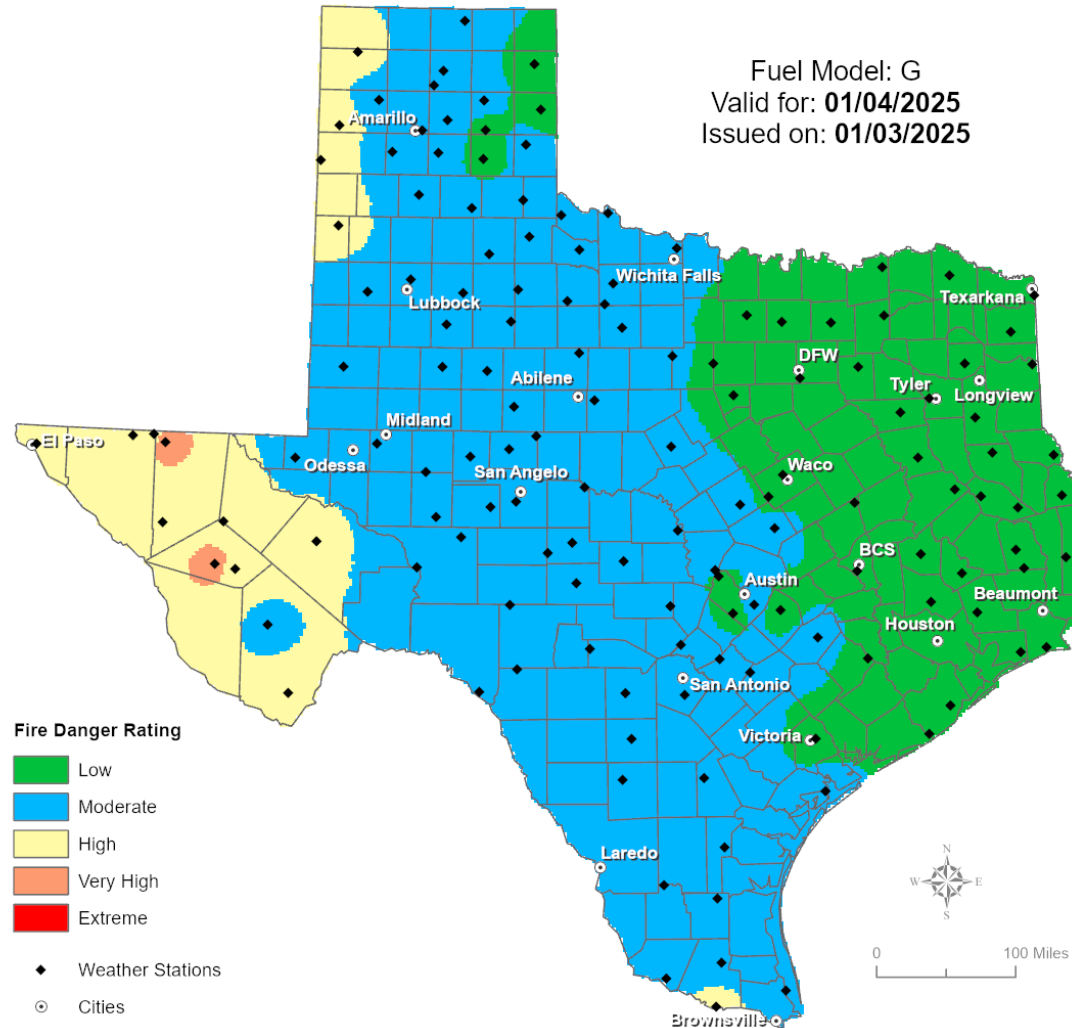 Fuel Model: G
Valid for: 01/04/2025
Issued on: 01/03/2025
Amarillo
Wichita Falls
Lubbock
Texarkana
DFW
Abilene
Tyler
Longview
Midland
El Paso
Odessa
San Angelo
Waco
BCS
Austin
Beaumont
Houston
San Antonio
Victoria
Fire Danger Rating
Low
Moderate
High
Very High
Extreme
Weather Stations
Cities
Laredo
Brownsville
N
W E
S
0 100 Miles